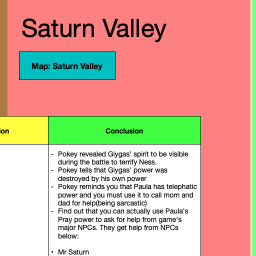 Saturn Valley
Map: Saturn Valley
ion
Conclusion
- Pokey revealed Giygas' spirit to be visible
during the battle to terrify Ness.
- Pokey tells that Giygas' power was
destroyed by his own power
- Pokey reminds you that Paula has telephatic
power and you must use it to call mom and
dad for help(being sarcastic)
- Find out that you can actually use Paula's
Pray power to ask for help from game's
major NPCs. They get help from NPCs
below:
• Mr Saturn